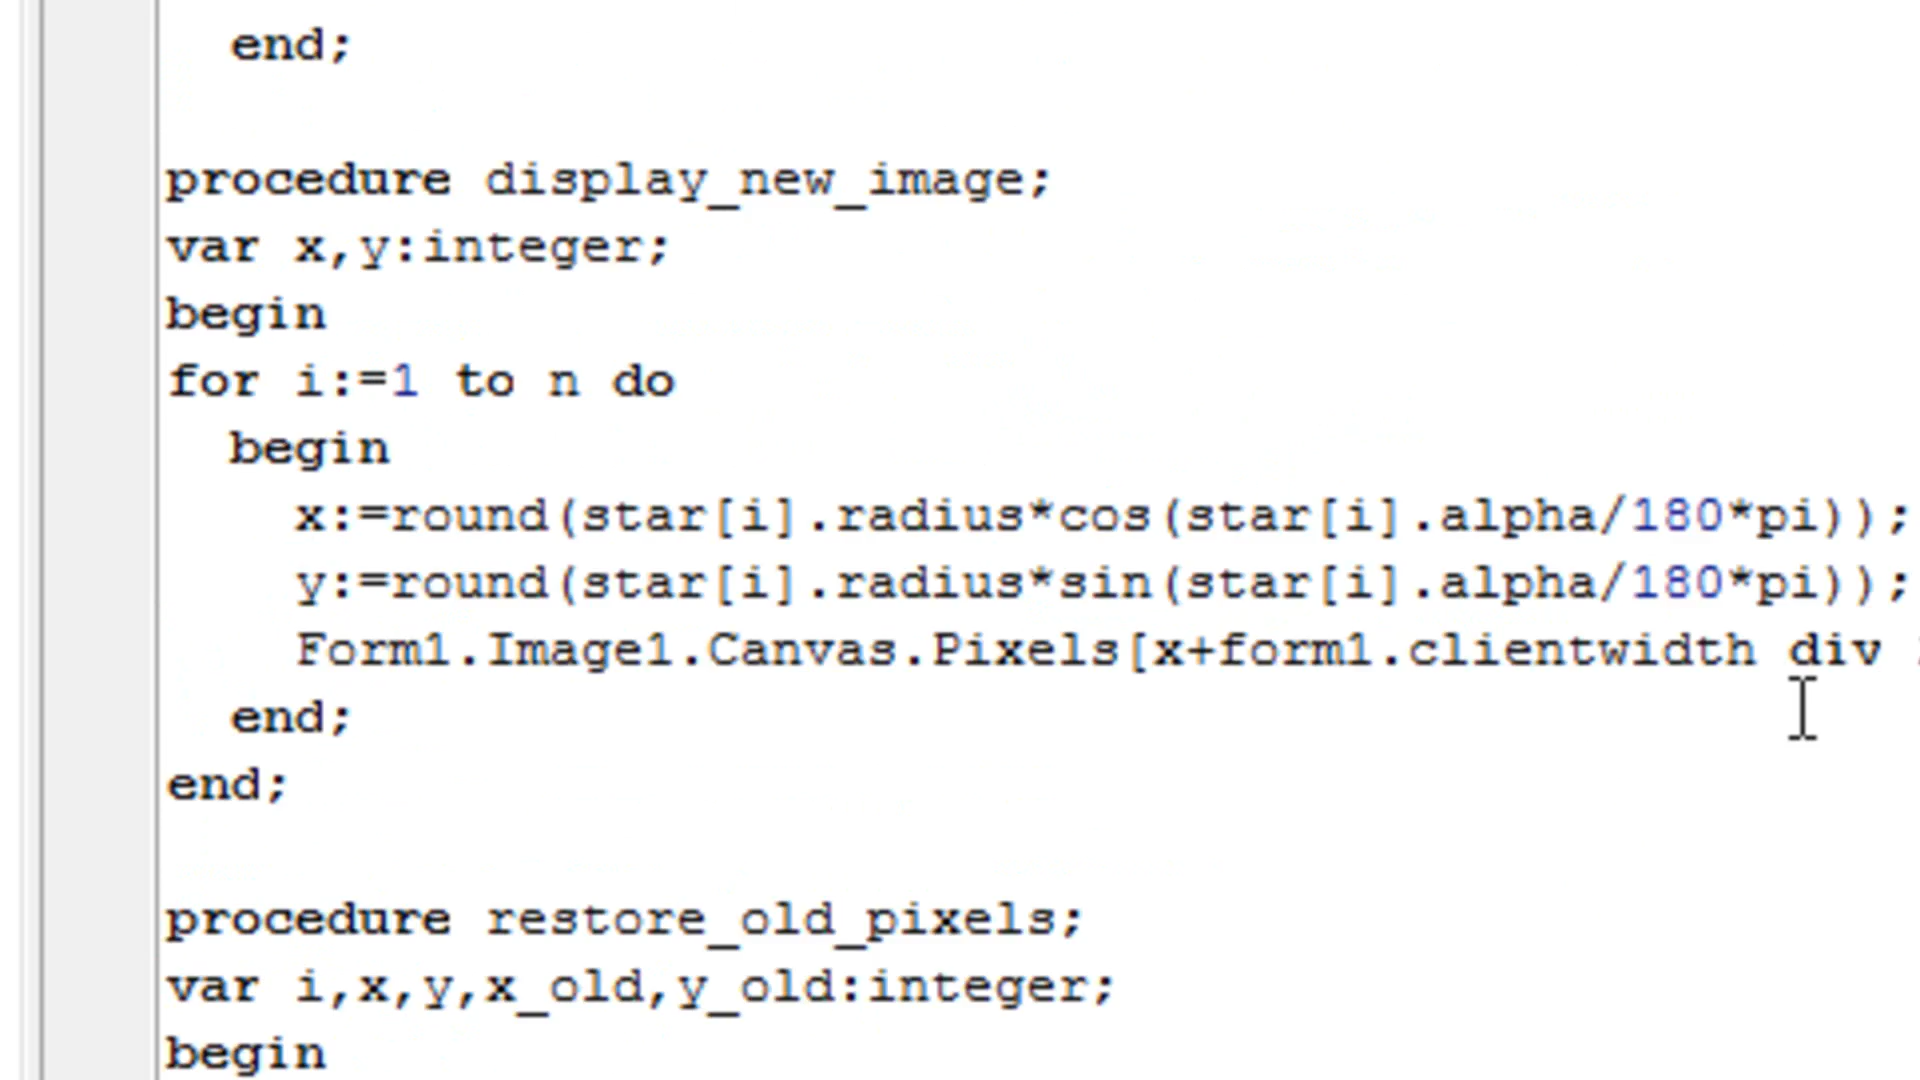 end;
procedure display_new_image;
var x,y:integer;
begin
for i:=1 to n do
begin
x:=round(star[i].radius*cos(star[i].alpha/180*pi));
y:=round(star[i].radius*sin(star[i].alpha/180*pi));
Form1.Image1.Canvas.Pixels[x+form1.clientwidth div
end;
end;
procedure restore_old_pixels;
var i,x,y,x_old,y_old:integer;
begin